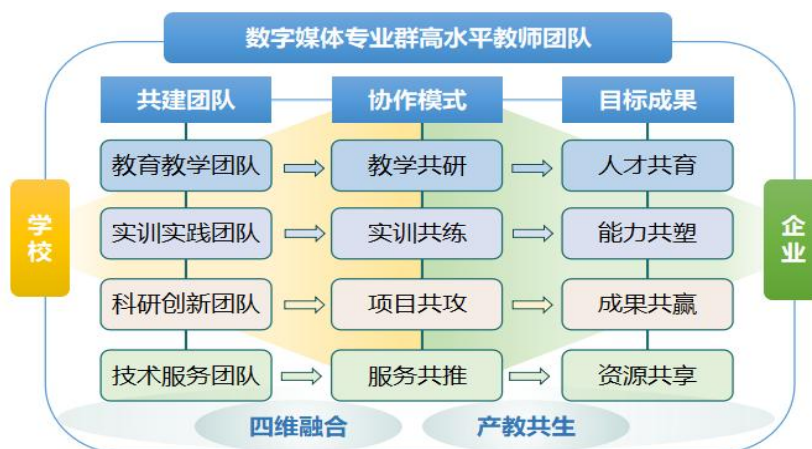 数字媒体专业群高水平教师团队
共建团队 协作模式 目标成果
教育教学团队 教学共研 人才共育
学校
企业
实训实践团队 实训共练 能力共塑
科研创新团队 项目共攻 成果共赢
技术服务团队 服务共推 资源共享
四维融合 产教共生